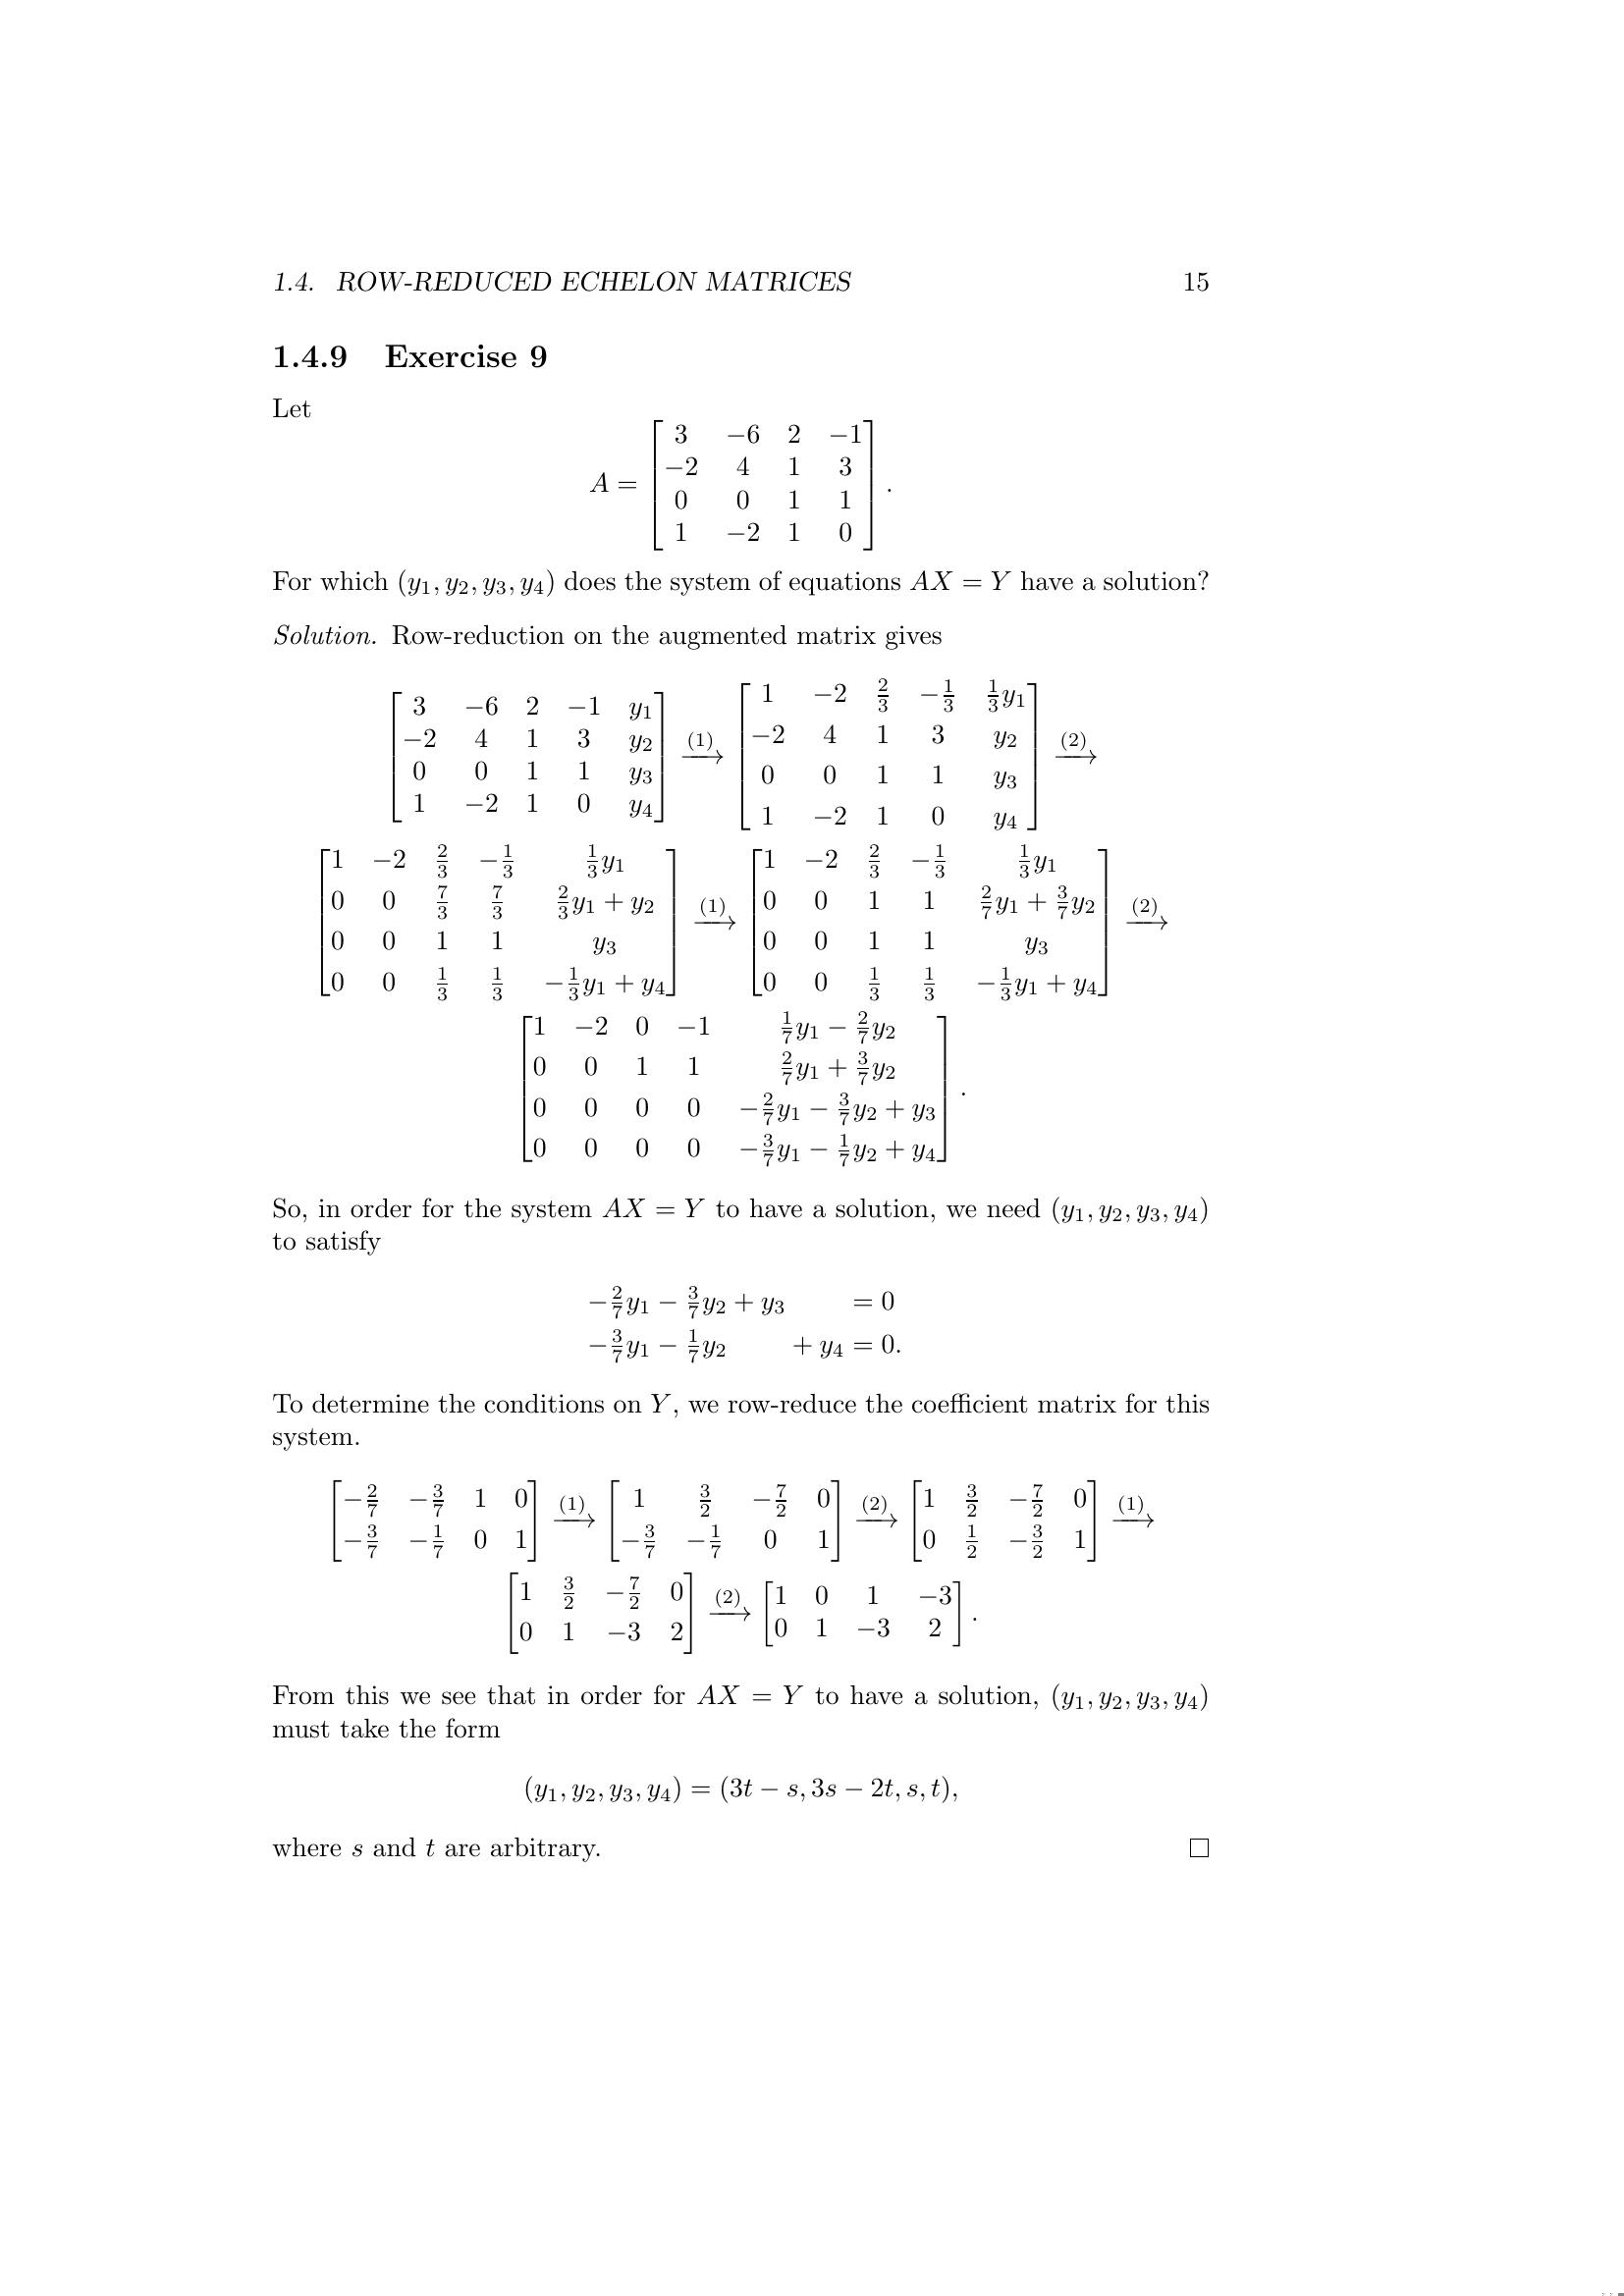 1.4. ROW-REDUCED ECHELON MATRICES 15
1.4.9 Exercise 9
Let
A = \begin{bmatrix} 3 & -6 & 2 & -1 \\ -2 & 4 & 1 & 3 \\ 0 & 0 & 1 & 1 \\ 1 & -2 & 1 & 0 \end{bmatrix}.
For which (y₁, y₂, y₃, y₄) does the system of equations AX = Y have a solution?
Solution. Row-reduction on the augmented matrix gives
\begin{bmatrix} 3 & -6 & 2 & -1 & y_1 \\ -2 & 4 & 1 & 3 & y_2 \\ 0 & 0 & 1 & 1 & y_3 \\ 1 & -2 & 1 & 0 & y_4 \end{bmatrix} \xrightarrow{(1)} \begin{bmatrix} 1 & -2 & \frac{2}{3} & -\frac{1}{3} & \frac{1}{3}y_1 \\ -2 & 4 & 1 & 3 & y_2 \\ 0 & 0 & 1 & 1 & y_3 \\ 1 & -2 & 1 & 0 & y_4 \end{bmatrix} \xrightarrow{(2)}
\begin{bmatrix} 1 & -2 & \frac{2}{3} & -\frac{1}{3} & \frac{1}{3}y_1 \\ 0 & 0 & \frac{7}{3} & \frac{7}{3} & \frac{2}{3}y_1 + y_2 \\ 0 & 0 & 1 & 1 & y_3 \\ 0 & 0 & \frac{1}{3} & \frac{1}{3} & -\frac{1}{3}y_1 + y_4 \end{bmatrix} \xrightarrow{(1)} \begin{bmatrix} 1 & -2 & \frac{2}{3} & -\frac{1}{3} & \frac{1}{3}y_1 \\ 0 & 0 & 1 & 1 & \frac{2}{7}y_1 + \frac{3}{7}y_2 \\ 0 & 0 & 1 & 1 & y_3 \\ 0 & 0 & \frac{1}{3} & \frac{1}{3} & -\frac{1}{3}y_1 + y_4 \end{bmatrix} \xrightarrow{(2)}
\begin{bmatrix} 1 & -2 & 0 & -1 & \frac{1}{7}y_1 - \frac{2}{7}y_2 \\ 0 & 0 & 1 & 1 & \frac{2}{7}y_1 + \frac{3}{7}y_2 \\ 0 & 0 & 0 & 0 & -\frac{2}{7}y_1 - \frac{3}{7}y_2 + y_3 \\ 0 & 0 & 0 & 0 & -\frac{3}{7}y_1 - \frac{1}{7}y_2 + y_4 \end{bmatrix}.
So, in order for the system AX = Y to have a solution, we need (y₁, y₂, y₃, y₄)
to satisfy
-\frac{2}{7}y_1 - \frac{3}{7}y_2 + y_3 = 0
-\frac{3}{7}y_1 - \frac{1}{7}y_2 + y_4 = 0.
To determine the conditions on Y, we row-reduce the coefficient matrix for this
system.
\begin{bmatrix} -\frac{2}{7} & -\frac{3}{7} & 1 & 0 \\ -\frac{3}{7} & -\frac{1}{7} & 0 & 1 \end{bmatrix} \xrightarrow{(1)} \begin{bmatrix} 1 & \frac{3}{2} & -\frac{7}{2} & 0 \\ -\frac{3}{7} & -\frac{1}{7} & 0 & 1 \end{bmatrix} \xrightarrow{(2)} \begin{bmatrix} 1 & \frac{3}{2} & -\frac{7}{2} & 0 \\ 0 & \frac{1}{2} & -\frac{3}{2} & 1 \end{bmatrix} \xrightarrow{(1)}
\begin{bmatrix} 1 & \frac{3}{2} & -\frac{7}{2} & 0 \\ 0 & 1 & -3 & 2 \end{bmatrix} \xrightarrow{(2)} \begin{bmatrix} 1 & 0 & 1 & -3 \\ 0 & 1 & -3 & 2 \end{bmatrix}.
From this we see that in order for AX = Y to have a solution, (y₁, y₂, y₃, y₄)
must take the form
(y₁, y₂, y₃, y₄) = (3t − s, 3s − 2t, s, t),
where s and t are arbitrary. □